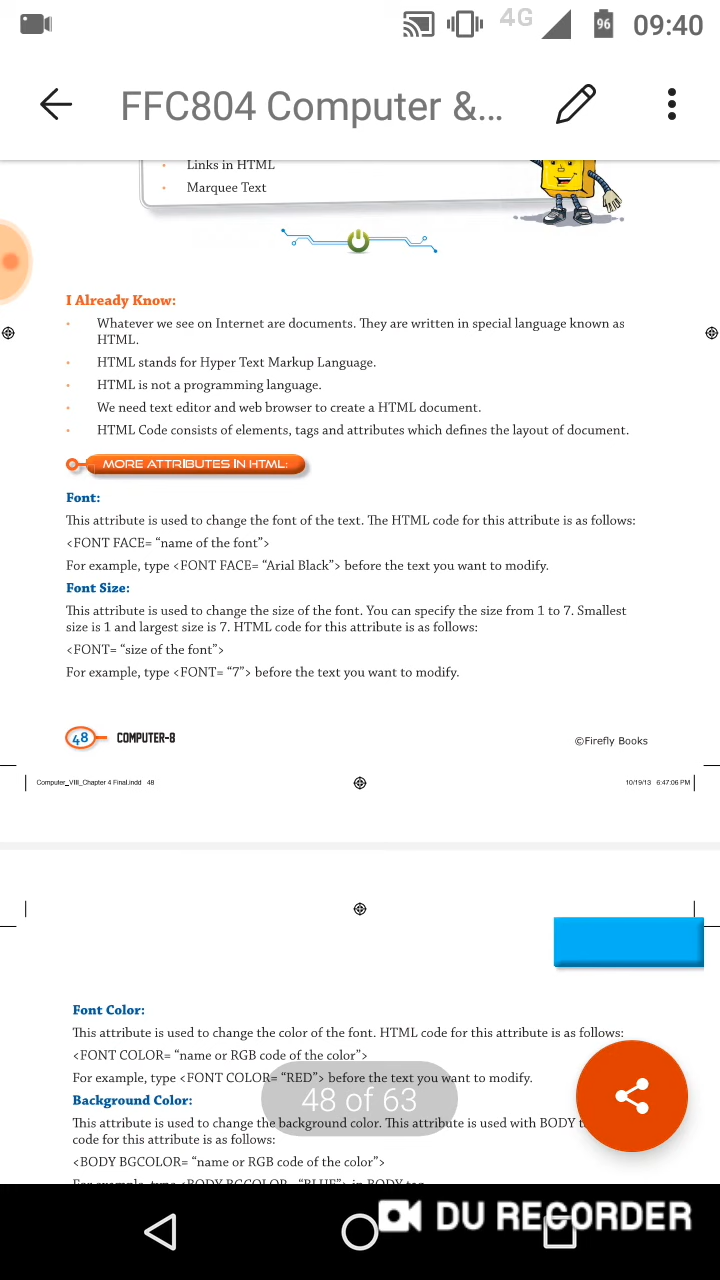 4G
96
09:40
FFC804 Computer &...
• Links in HTML
• Marquee Text
I Already Know:
• Whatever we see on Internet are documents. They are written in special language known as
HTML.
• HTML stands for Hyper Text Markup Language.
• HTML is not a programming language.
• We need text editor and web browser to create a HTML document.
• HTML Code consists of elements, tags and attributes which defines the layout of document.
MORE ATTRIBUTES IN HTML:
Font:
This attribute is used to change the font of the text. The HTML code for this attribute is as follows:
<FONT FACE= “name of the font”>
For example, type <FONT FACE= “Arial Black”> before the text you want to modify.
Font Size:
This attribute is used to change the size of the font. You can specify the size from 1 to 7. Smallest
size is 1 and largest size is 7. HTML code for this attribute is as follows:
<FONT= “size of the font”>
For example, type <FONT= “7”> before the text you want to modify.
48 COMPUTER-8
©Firefly Books
Computer_VIII_Chapter 4 Final.indd 48
10/19/13 6:47:06 PM
Font Color:
This attribute is used to change the color of the font. HTML code for this attribute is as follows:
<FONT COLOR= “name or RGB code of the color”>
For example, type <FONT COLOR= “RED”> before the text you want to modify.
48 of 63
Background Color:
This attribute is used to change the background color. This attribute is used with BODY
code for this attribute is as follows:
<BODY BGCOLOR= “name or RGB code of the color”>
For example, type <BODY BGCOLOR= “BLUE”> in BODY tag
DU RECORDER